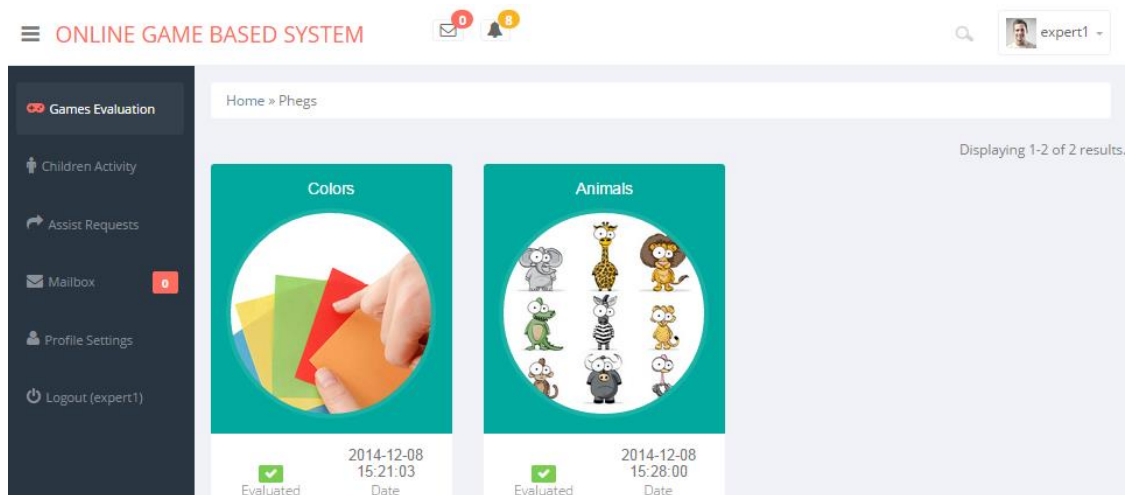 ONLINE GAME BASED SYSTEM
0
8
expert1
Games Evaluation
Children Activity
Assist Requests
Mailbox
0
Profile Settings
Logout (expert1)
Home » Phegs
Displaying 1-2 of 2 results.
Colors
2014-12-08
15:21:03
Evaluated
Date
Animals
2014-12-08
15:28:00
Evaluated
Date